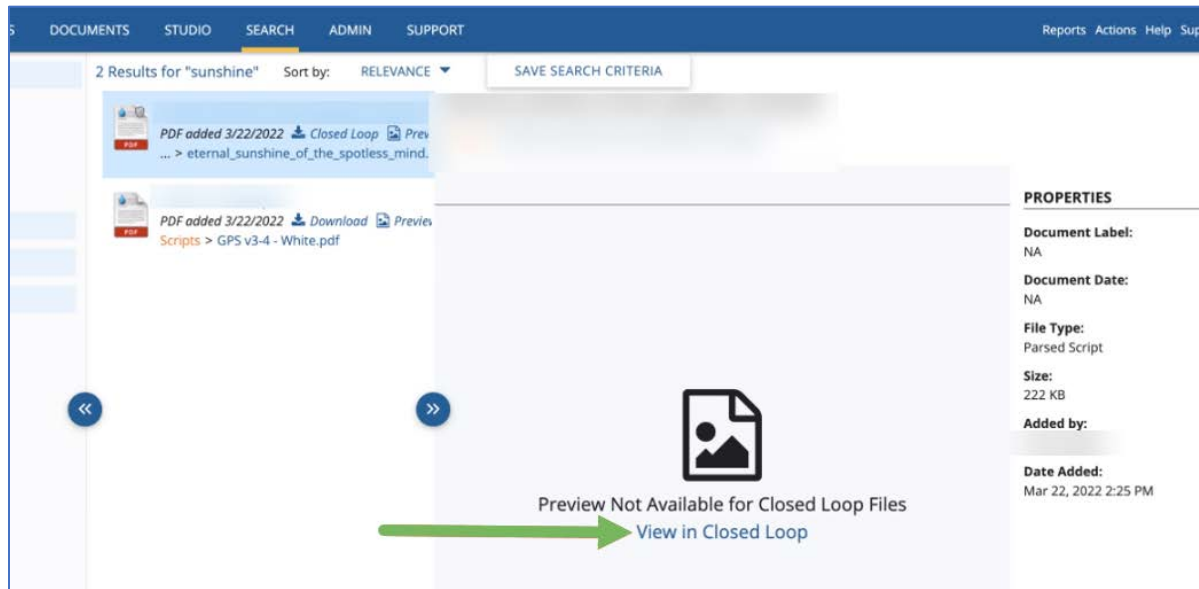 DOCUMENTS STUDIO SEARCH ADMIN SUPPORT Reports Actions Help
2 Results for "sunshine" Sort by: RELEVANCE SAVE SEARCH CRITERIA
PDF added 3/22/2022 Closed Loop
... > eternal_sunshine_of_the_spotless_mind.
PDF
PDF added 3/22/2022 Download Preview
Scripts > GPS v3-4 - White.pdf
PDF
PROPERTIES
Document Label:
NA
Document Date:
NA
File Type:
Parsed Script
Size:
222 KB
Added by:
Date Added:
Mar 22, 2022 2:25 PM
Preview Not Available for Closed Loop Files
View in Closed Loop